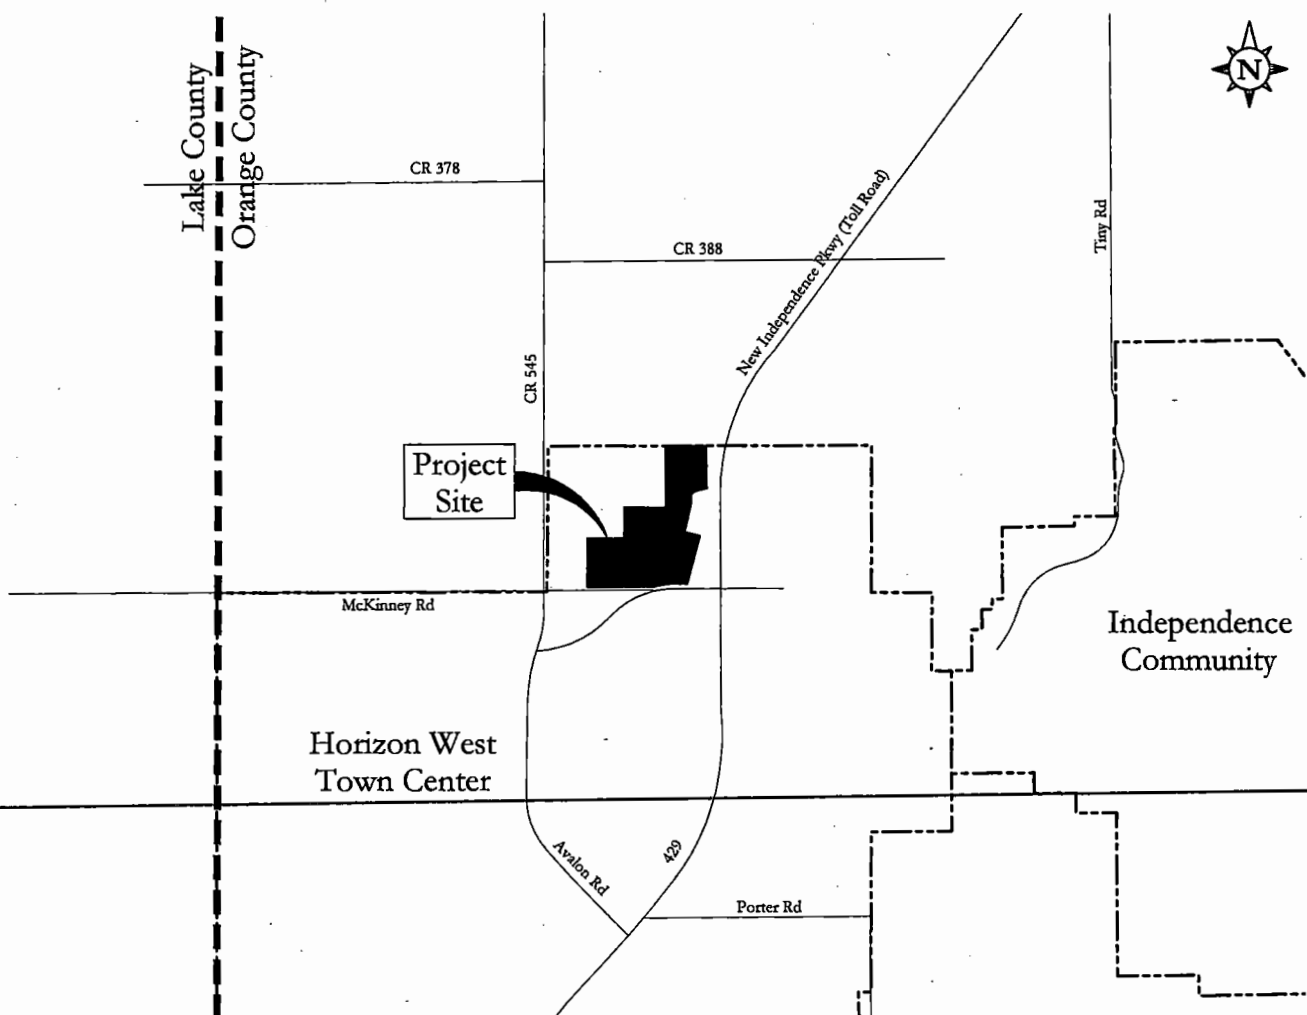 N
Lake County
Orange County
CR 378
CR 388
New Independence Pkwy (Toll Road)
Tiny Rd
CR 545
Project
Site
McKinney Rd
Independence
Community
Horizon West
Town Center
Avalon Rd
429
Porter Rd